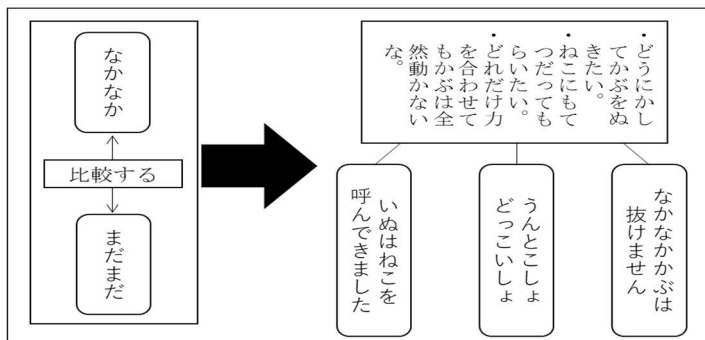 なかなか
比較する
まだまだ
・どうにかし
てかぶをぬ
きたい。
・ねこにもて
つだっても
らいたい。
・どれだけ力
を合わせて
もかぶは全
然動かない
な。
なかなかかぶは
抜けません
うんとこしょ
どっこいしょ
いぬはねこを
呼んできました